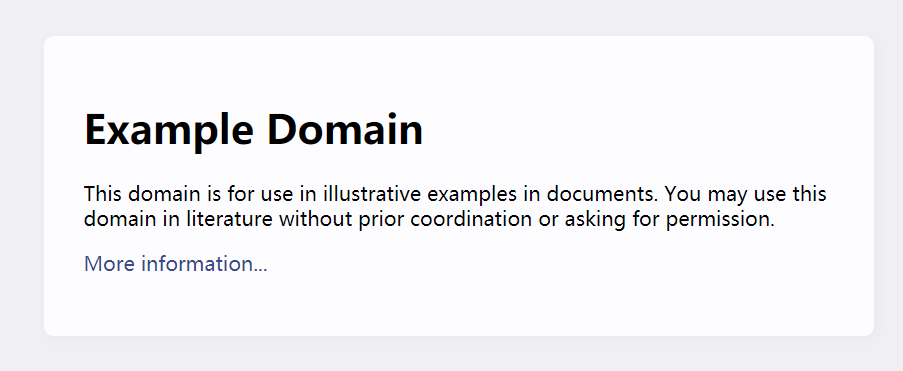 Example Domain
This domain is for use in illustrative examples in documents. You may use this
domain in literature without prior coordination or asking for permission.
More information...